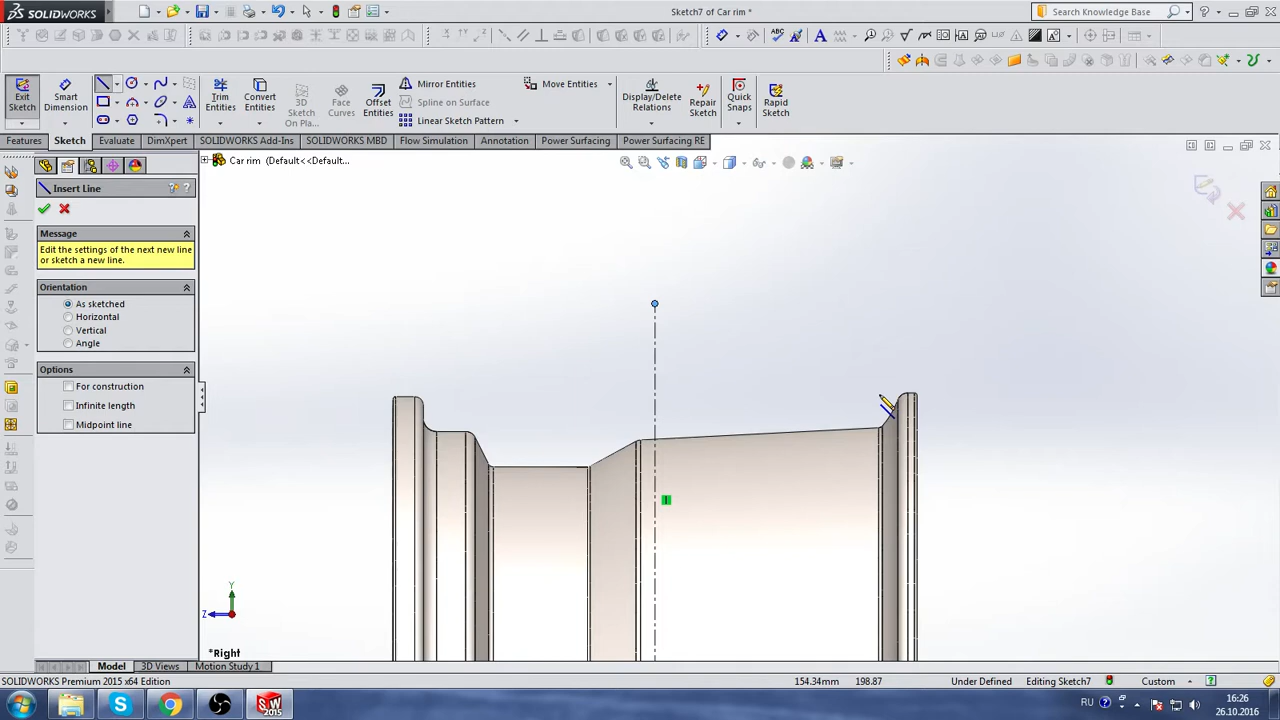 SOLIDWORKS
Sketch7 of Car rim *
Search Knowledge Base
Exit Sketch
Smart Dimension
Trim Entities
Convert Entities
3D Sketch On Pla...
Face Curves
Offset Entities
Mirror Entities
Spline on Surface
Linear Sketch Pattern
Move Entities
Display/Delete Relations
Repair Sketch
Quick Snaps
Rapid Sketch
Features
Sketch
Evaluate
DimXpert
SOLIDWORKS Add-Ins
SOLIDWORKS MBD
Flow Simulation
Annotation
Power Surfacing
Power Surfacing RE
Car rim (Default<<Default...
Insert Line
Message
Edit the settings of the next new line
or sketch a new line.
Orientation
As sketched
Horizontal
Vertical
Angle
Options
For construction
Infinite length
Midpoint line
Y
Z
*Right
Model
3D Views
Motion Study 1
SOLIDWORKS Premium 2015 x64 Edition
154.34mm
198.87
Under Defined
Editing Sketch7
Custom
RU
16:26
26.10.2016